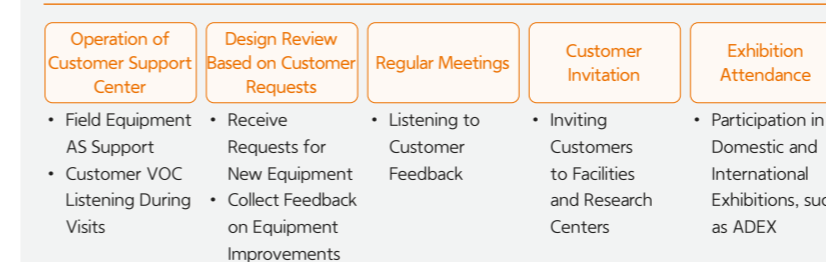 Operation of
Customer Support
Center
Design Review
Based on Customer
Requests
Regular Meetings
Customer
Invitation
Exhibition
Attendance
• Field Equipment
AS Support
• Customer VOC
Listening During
Visits
• Receive
Requests for
New Equipment
• Collect Feedback
on Equipment
Improvements
• Listening to
Customer
Feedback
• Inviting
Customers
to Facilities
and Research
Centers
• Participation in
Domestic and
International
Exhibitions,
as ADEX